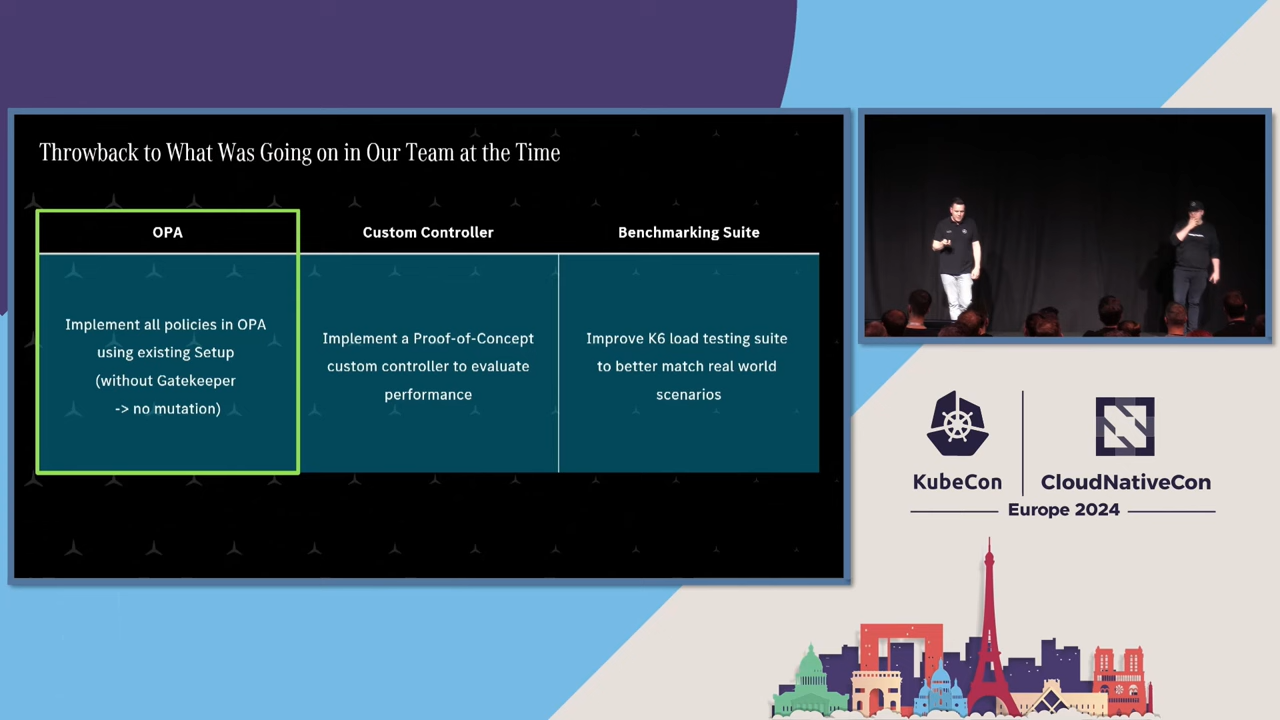 Throwback to What Was Going on in Our Team at the Time
OPA
Custom Controller
Benchmarking Suite
Implement all policies in OPA
using existing Setup
(without Gatekeeper
-> no mutation)
Implement a Proof-of-Concept
custom controller to evaluate
performance
Improve K6 load testing suite
to better match real world
scenarios
KubeCon
CloudNativeCon
Europe 2024